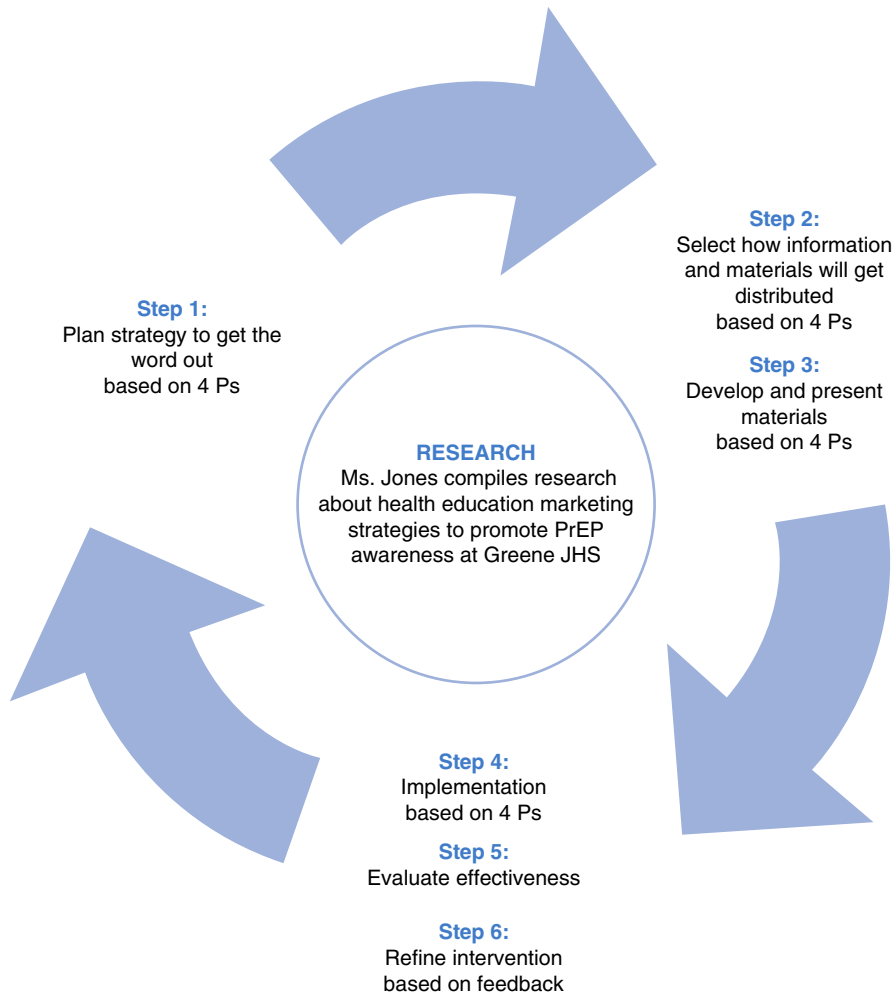 Step 1:
Plan strategy to get the
word out
based on 4 Ps
Step 2:
Select how information
and materials will get
distributed
based on 4 Ps
Step 3:
Develop and present
materials
based on 4 Ps
RESEARCH
Ms. Jones compiles research
about health education marketing
strategies to promote PrEP
awareness at Greene JHS
Step 4:
Implementation
based on 4 Ps
Step 5:
Evaluate effectiveness
Step 6:
Refine intervention
based on feedback